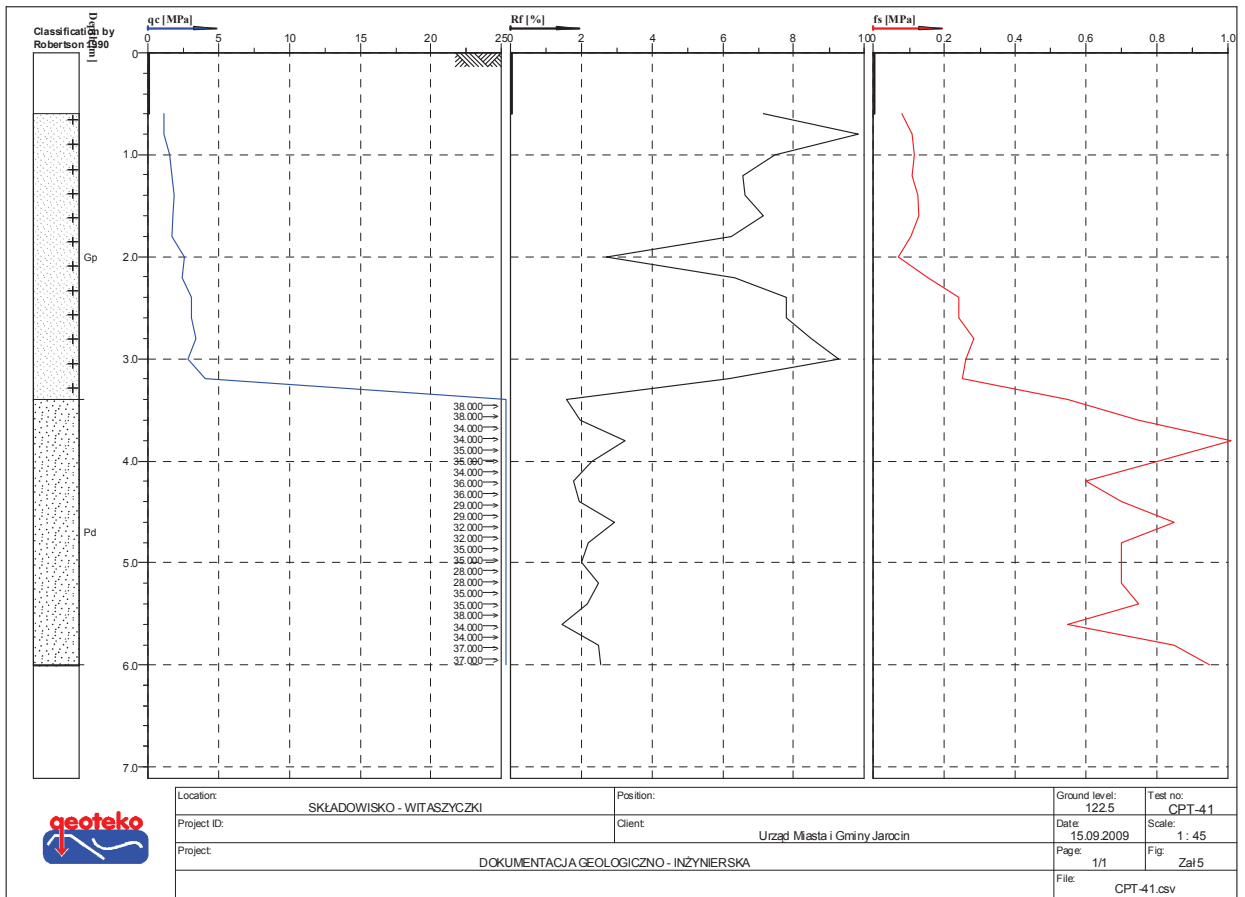 Classification by
Robertson 1990
Depth [m]
qc [MPa]
Rf [%]
fs [MPa]
0 5 10 15 20 25
0 2 4 6 8 10
0 0.2 0.4 0.6 0.8 1.0
0
1.0
2.0
3.0
4.0
5.0
6.0
7.0
Gp
Pd
38.000
38.000
34.000
34.000
35.000
35.000
34.000
36.000
36.000
29.000
29.000
32.000
32.000
35.000
35.000
28.000
28.000
35.000
35.000
38.000
34.000
34.000
37.000
37.000
geoteko
Location:
SKŁADOWISKO - WITASZYCZKI
Position:
Ground level:
122.5
Test no:
CPT-41
Project ID:
Client:
Urząd Miasta i Gminy Jarocin
Date:
15.09.2009
Scale:
1 : 45
Project:
DOKUMENTACJA GEOLOGICZNO - INŻYNIERSKA
Page:
1/1
Fig:
Zał 5
File:
CPT-41.csv